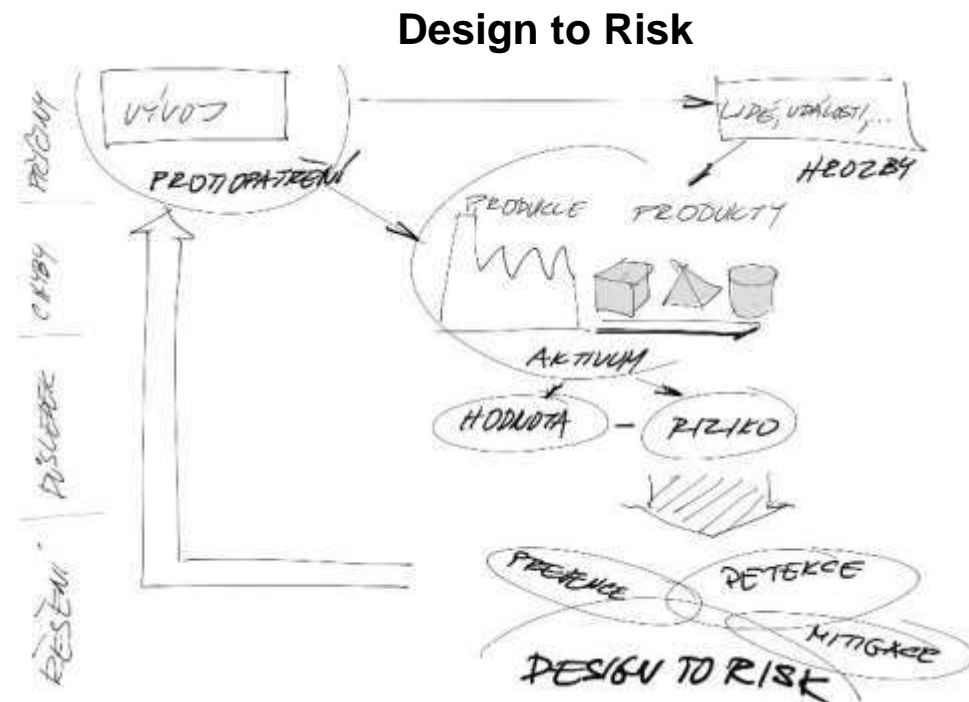 Design to Risk
PŘÍČINY
VÝVOJ
LIDÉ, UDÁLOSTI,...
PROTIOPATŘENÍ
HROZBY
CHYBY
PRODUKCE
PRODUKTY
AKTIVUM
DŮSLEDEK
HODNOTA
–
RIZIKO
ŘEŠENÍ
PREVENCE
DETEKCE
MITIGACE
DESIGN TO RISK